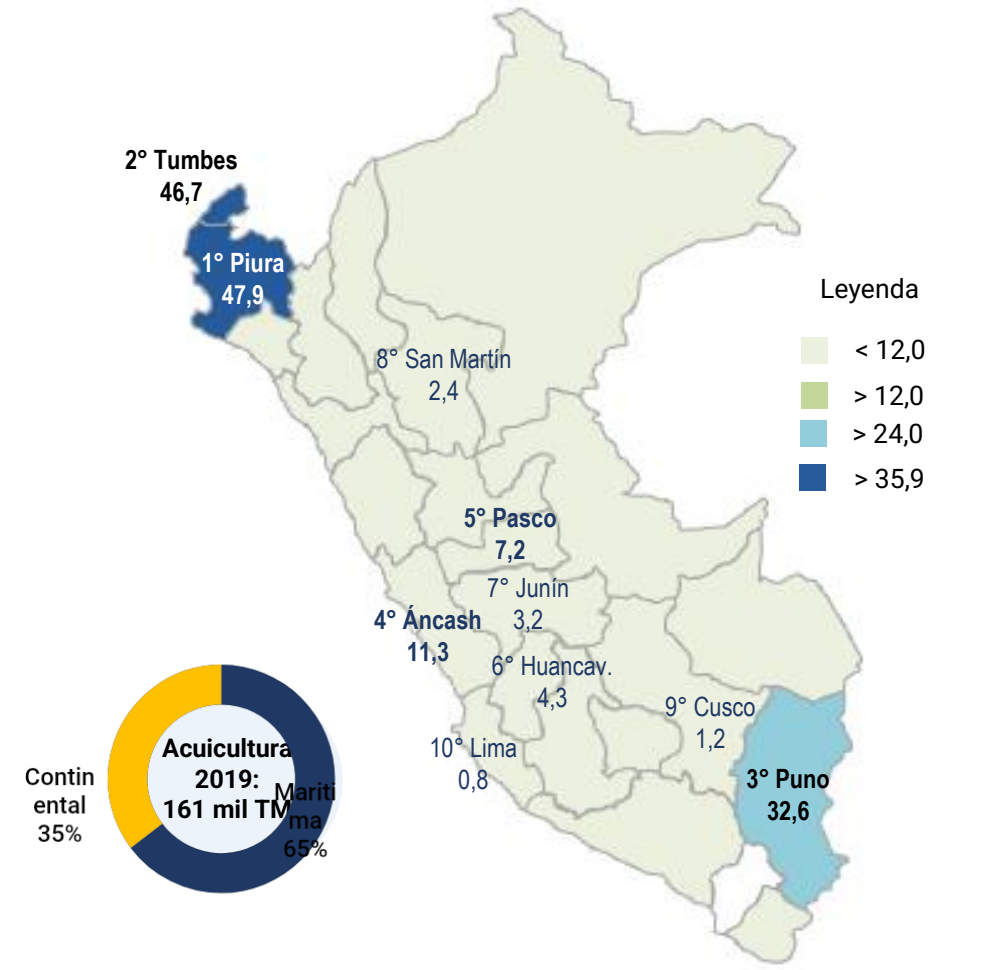 2° Tumbes
46,7
1° Piura
47,9
Leyenda
< 12,0
> 12,0
> 24,0
> 35,9
8° San Martín
2,4
5° Pasco
7,2
7° Junín
3,2
4° Áncash
11,3
6° Huancav.
4,3
9° Cusco
1,2
10° Lima
0,8
3° Puno
32,6
Acuicultura
2019:
161 mil TM
Contin
ental
35%
Mariti
ma
65%